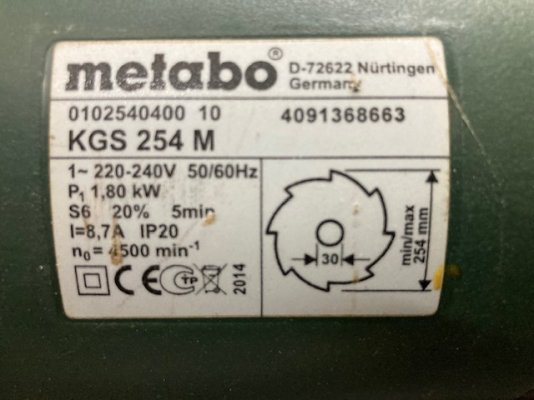 metabo D-72622 Nürtingen
Germany
0102540400 10 4091368663
KGS 254 M
1~ 220-240V 50/60Hz
P1 1,80 kW
S6 20% 5min
I=8,7A IP20
n0 = 4500 min-1
CE 2014
30
min/max
254 mm